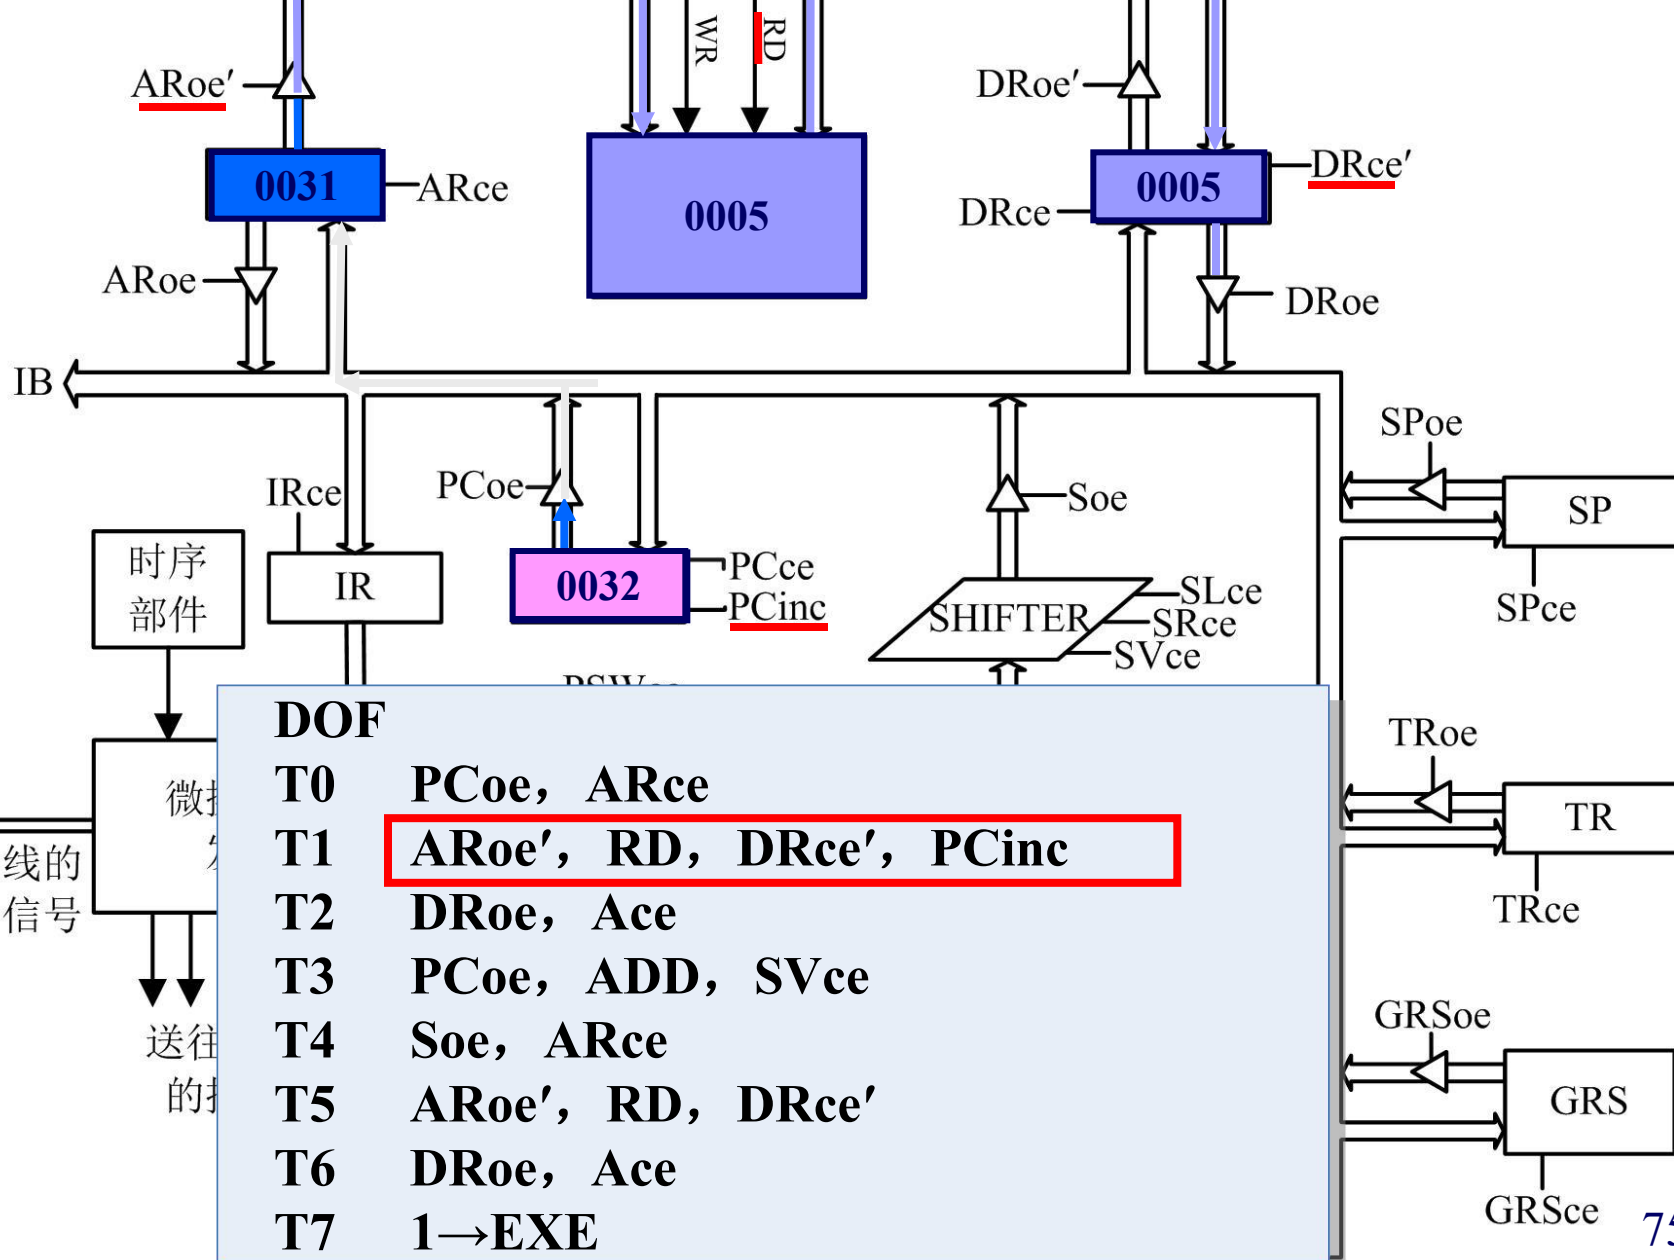 WR
RD
ARoe′
DRoe′
0031
ARce
0005
0005
DRce′
DRce
ARoe
DRoe
IB
SPoe
IRce
PCoe
Soe
SP
时序
部件
IR
0032
PCce
PCinc
SHIFTER
SLce
SRce
SVce
SPce
DOF
T0 PCoe，ARce
T1 ARoe′，RD，DRce′，PCinc
T2 DRoe，Ace
T3 PCoe，ADD，SVce
T4 Soe，ARce
T5 ARoe′，RD，DRce′
T6 DRoe，Ace
T7 1→EXE
微
线的
信号
送往
的
TRoe
TR
TRce
GRSoe
GRS
GRSce
75